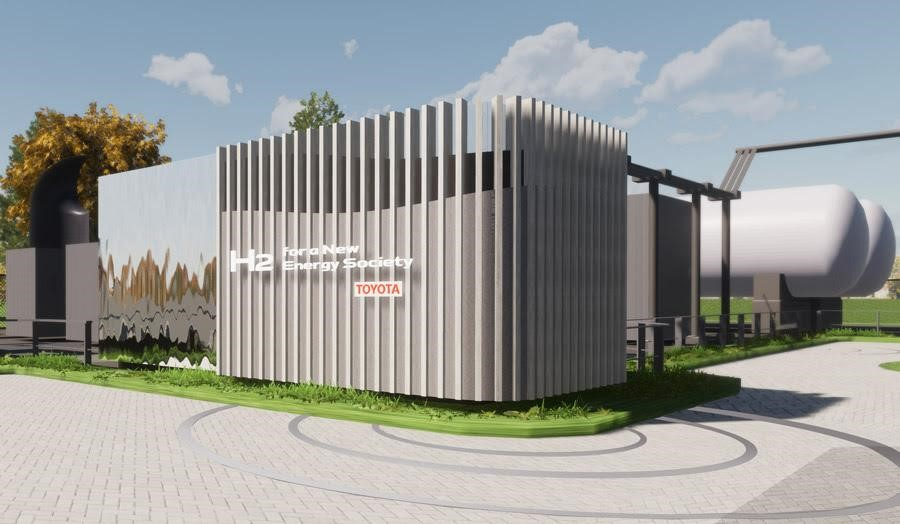 H2 for a New
Energy Society
TOYOTA